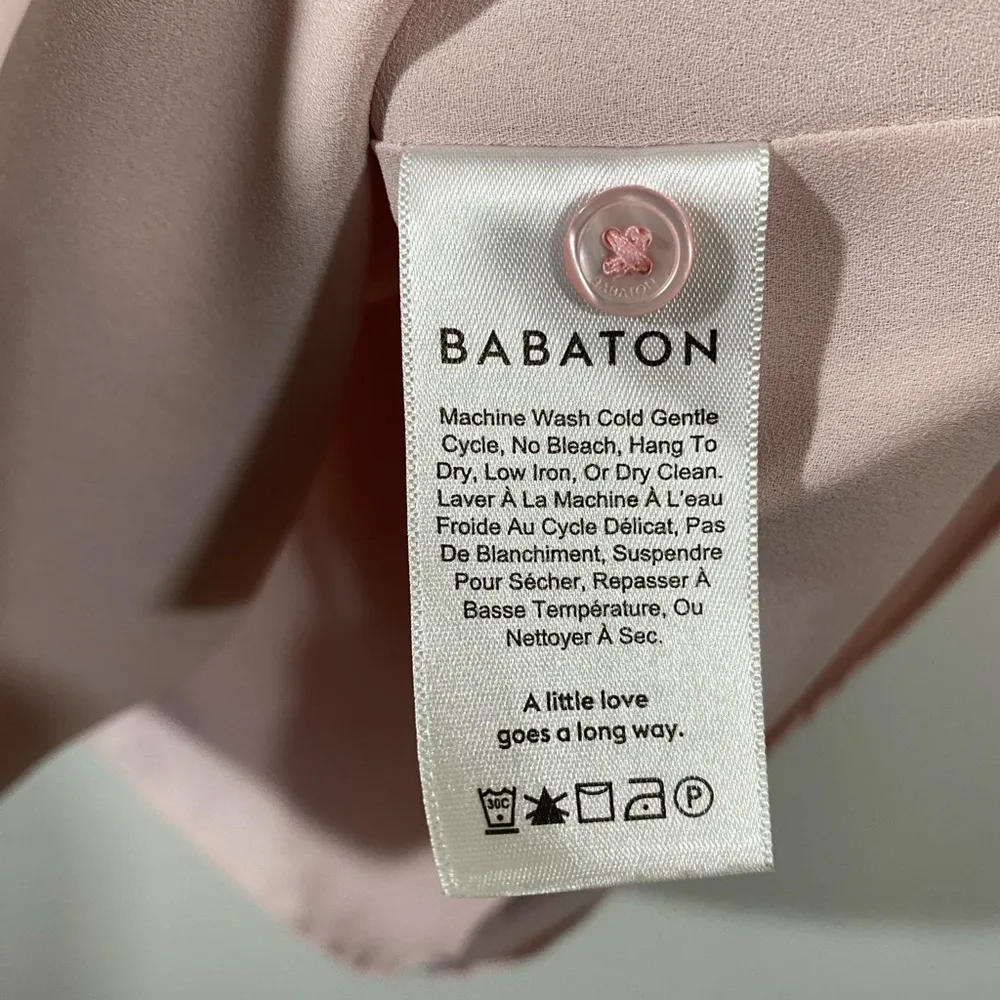 BABATON
BABATON
Machine Wash Cold Gentle
Cycle, No Bleach, Hang To
Dry, Low Iron, Or Dry Clean.
Laver À La Machine À L'eau
Froide Au Cycle Délicat, Pas
De Blanchiment, Suspendre
Pour Sécher, Repasser À
Basse Température, Ou
Nettoyer À Sec.
A little love
goes a long way.
30C P